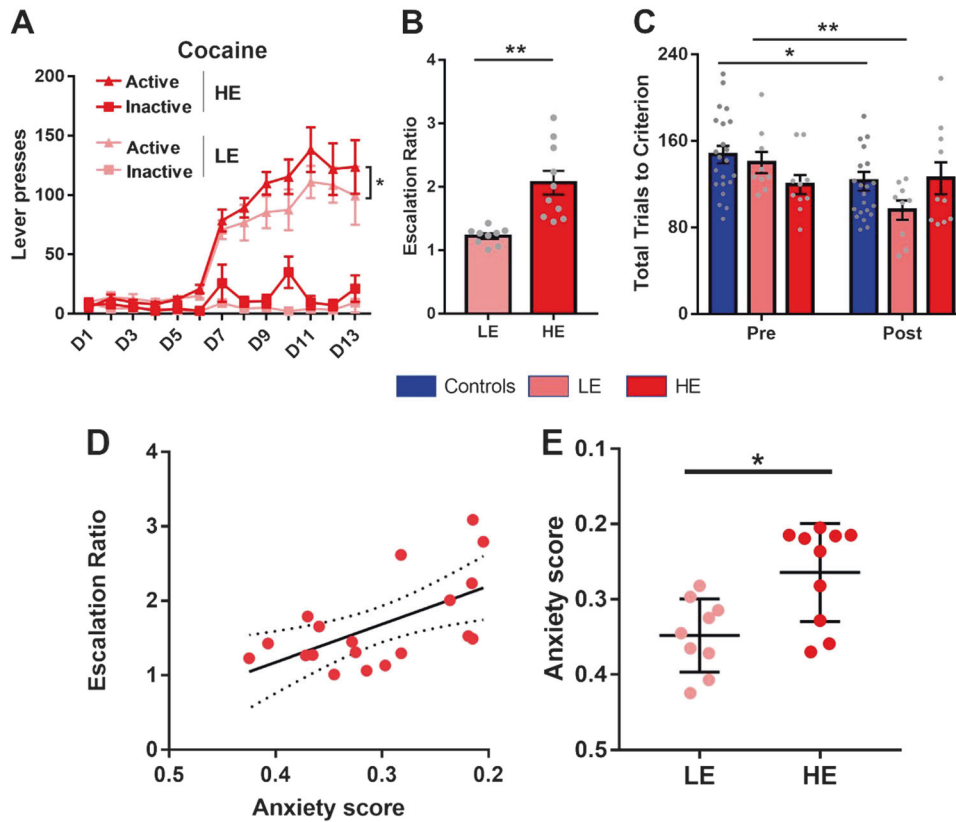 A
Cocaine
Lever presses
200
150
100
50
0
Active
Inactive
HE
Active
Inactive
LE
*
D1
D3
D5
D7
D9
D11
D13
B
**
Escalation Ratio
4
3
2
1
0
LE
HE
C
**
*
Total Trials to Criterion
240
160
80
0
Pre
Post
Controls
LE
HE
D
Escalation Ratio
4
3
2
1
0
0.5
0.4
0.3
0.2
Anxiety score
E
*
Anxiety score
0.1
0.2
0.3
0.4
0.5
LE
HE